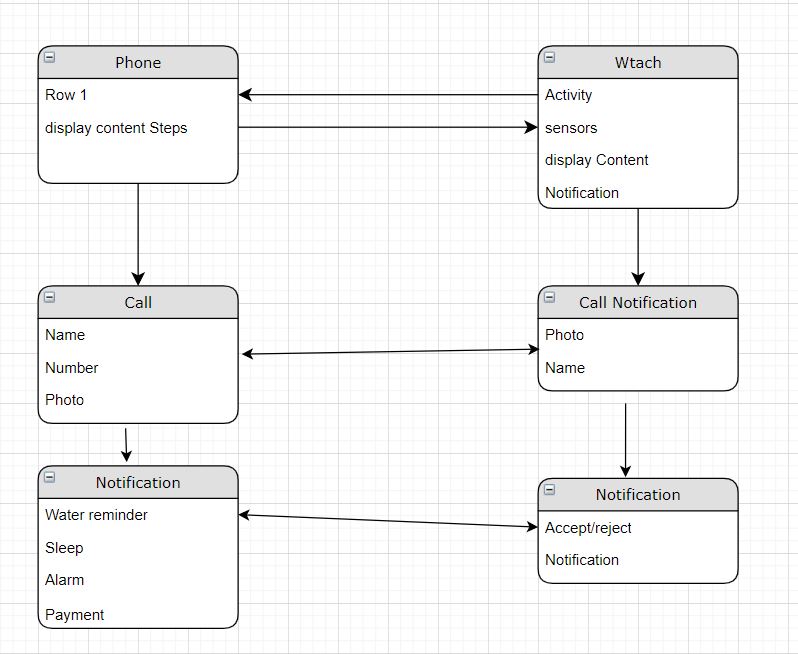 Phone
Row 1
display content Steps
Wtach
Activity
sensors
display Content
Notification
Call
Name
Number
Photo
Call Notification
Photo
Name
Notification
Water reminder
Sleep
Alarm
Payment
Notification
Accept/reject
Notification